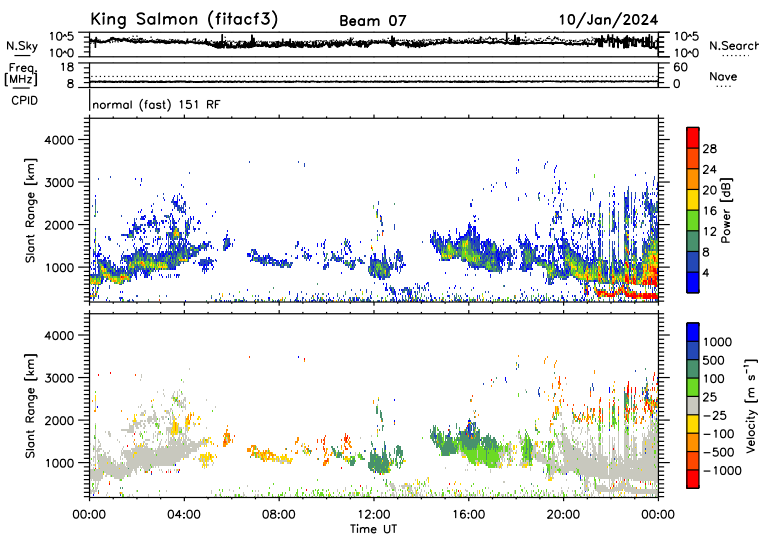 King Salmon (fitacf3) Beam 07 10/Jan/2024
N.Sky 10^5 10^0 10^5 10^0 N.Search
Freq. [MHz] 18 8 60 0 Nave
CPID normal (fast) 151 RF
Slant Range [km] 4000 3000 2000 1000
28 24 20 16 12 8 4 Power [dB]
Slant Range [km] 4000 3000 2000 1000
1000 500 100 25 −25 −100 −500 −1000 Velocity [m s⁻¹]
00:00 04:00 08:00 12:00 16:00 20:00 00:00
Time UT